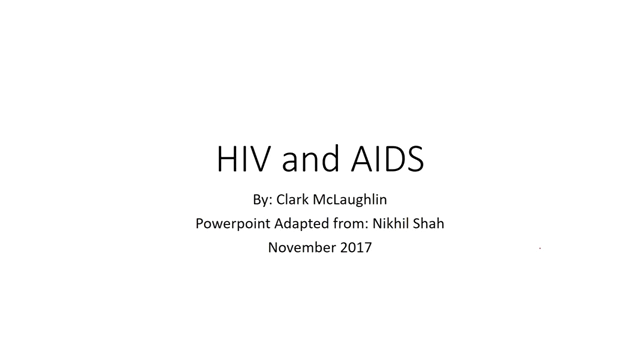 HIV and AIDS
By: Clark McLaughlin
Powerpoint Adapted from: Nikhil Shah
November 2017